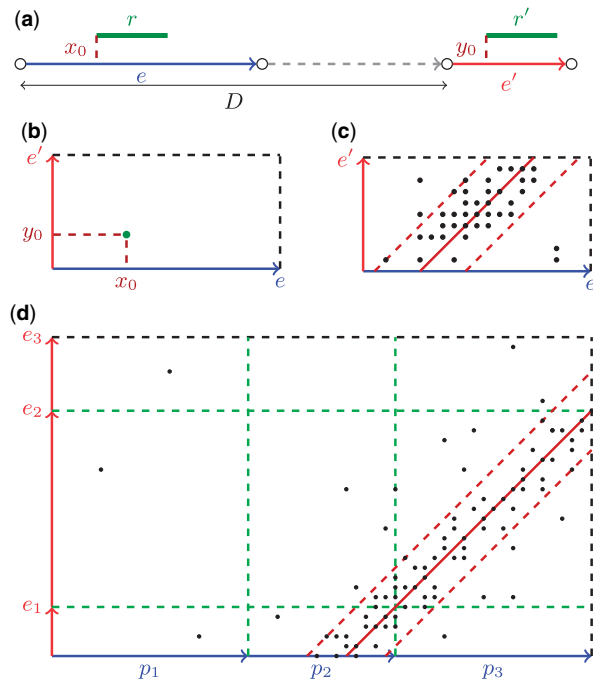 (a)
r
r′
x₀
y₀
e
e′
D
(b)
(c)
e′
e′
y₀
x₀
e
e
(d)
e₃
e₂
e₁
p₁
p₂
p₃